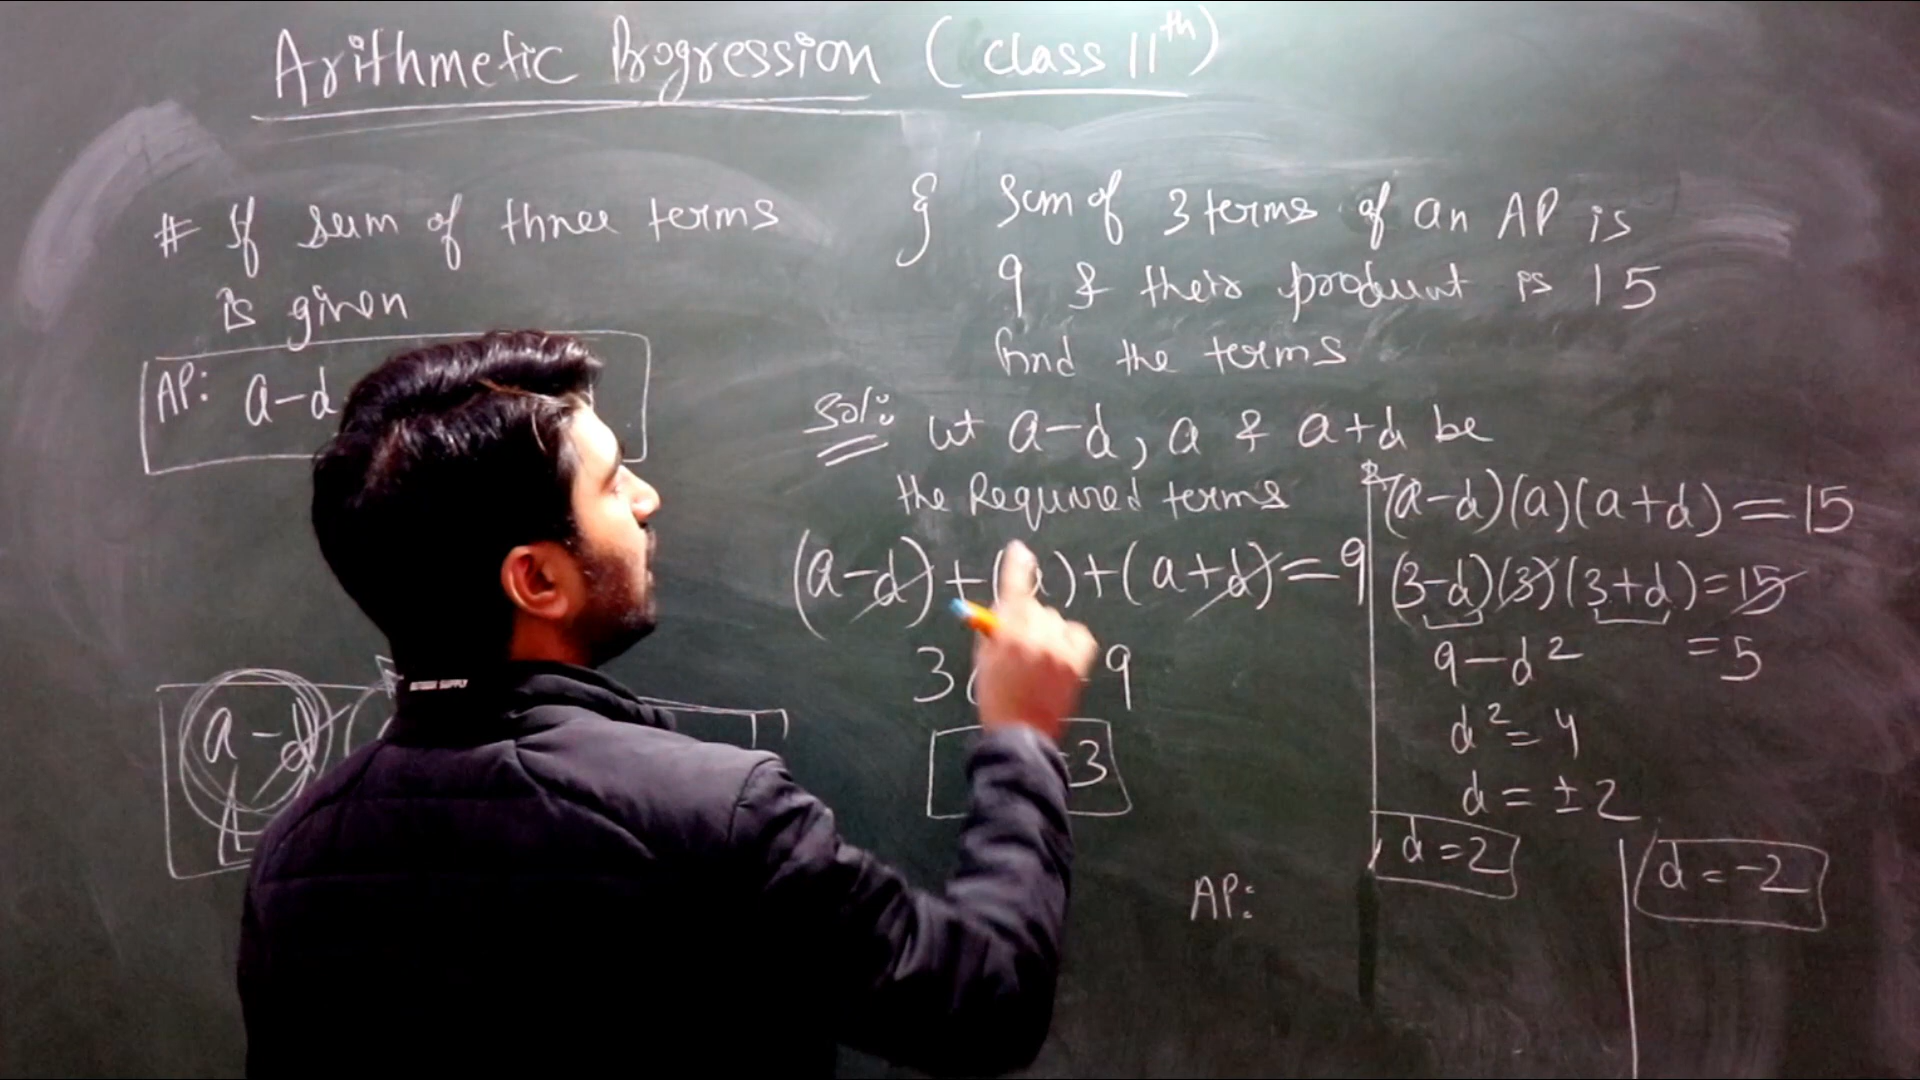 Arithmetic Progression (class 11th)
# If sum of three terms
is given
AP: a-d
a-d
} Sum of 3 terms of an AP is
9 & their product is 15
find the terms
Sol: let a-d, a & a+d be
the Required terms
(a-d)+(a)+(a+d)=9
3 9
=3
(a-d)(a)(a+d)=15
(3-d)(3)(3+d)=15
9-d² =5
d²=4
d=±2
d=2
d=-2
AP: